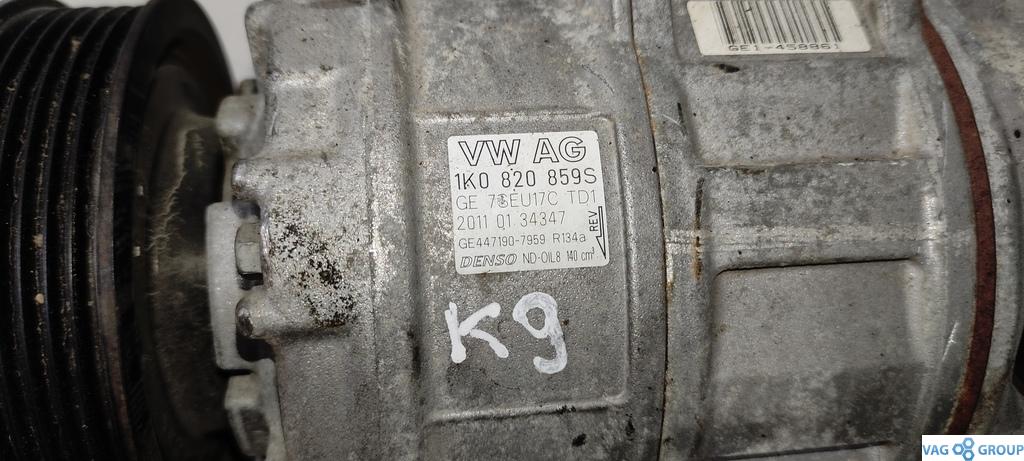 GE1-458861
VW AG
1K0 820 859S
GE 7SEU17C TD1
2011 01 34347
REV
GE447190-7959 R134a
DENSO ND-OIL8 140 cm³
K9
VAG GROUP